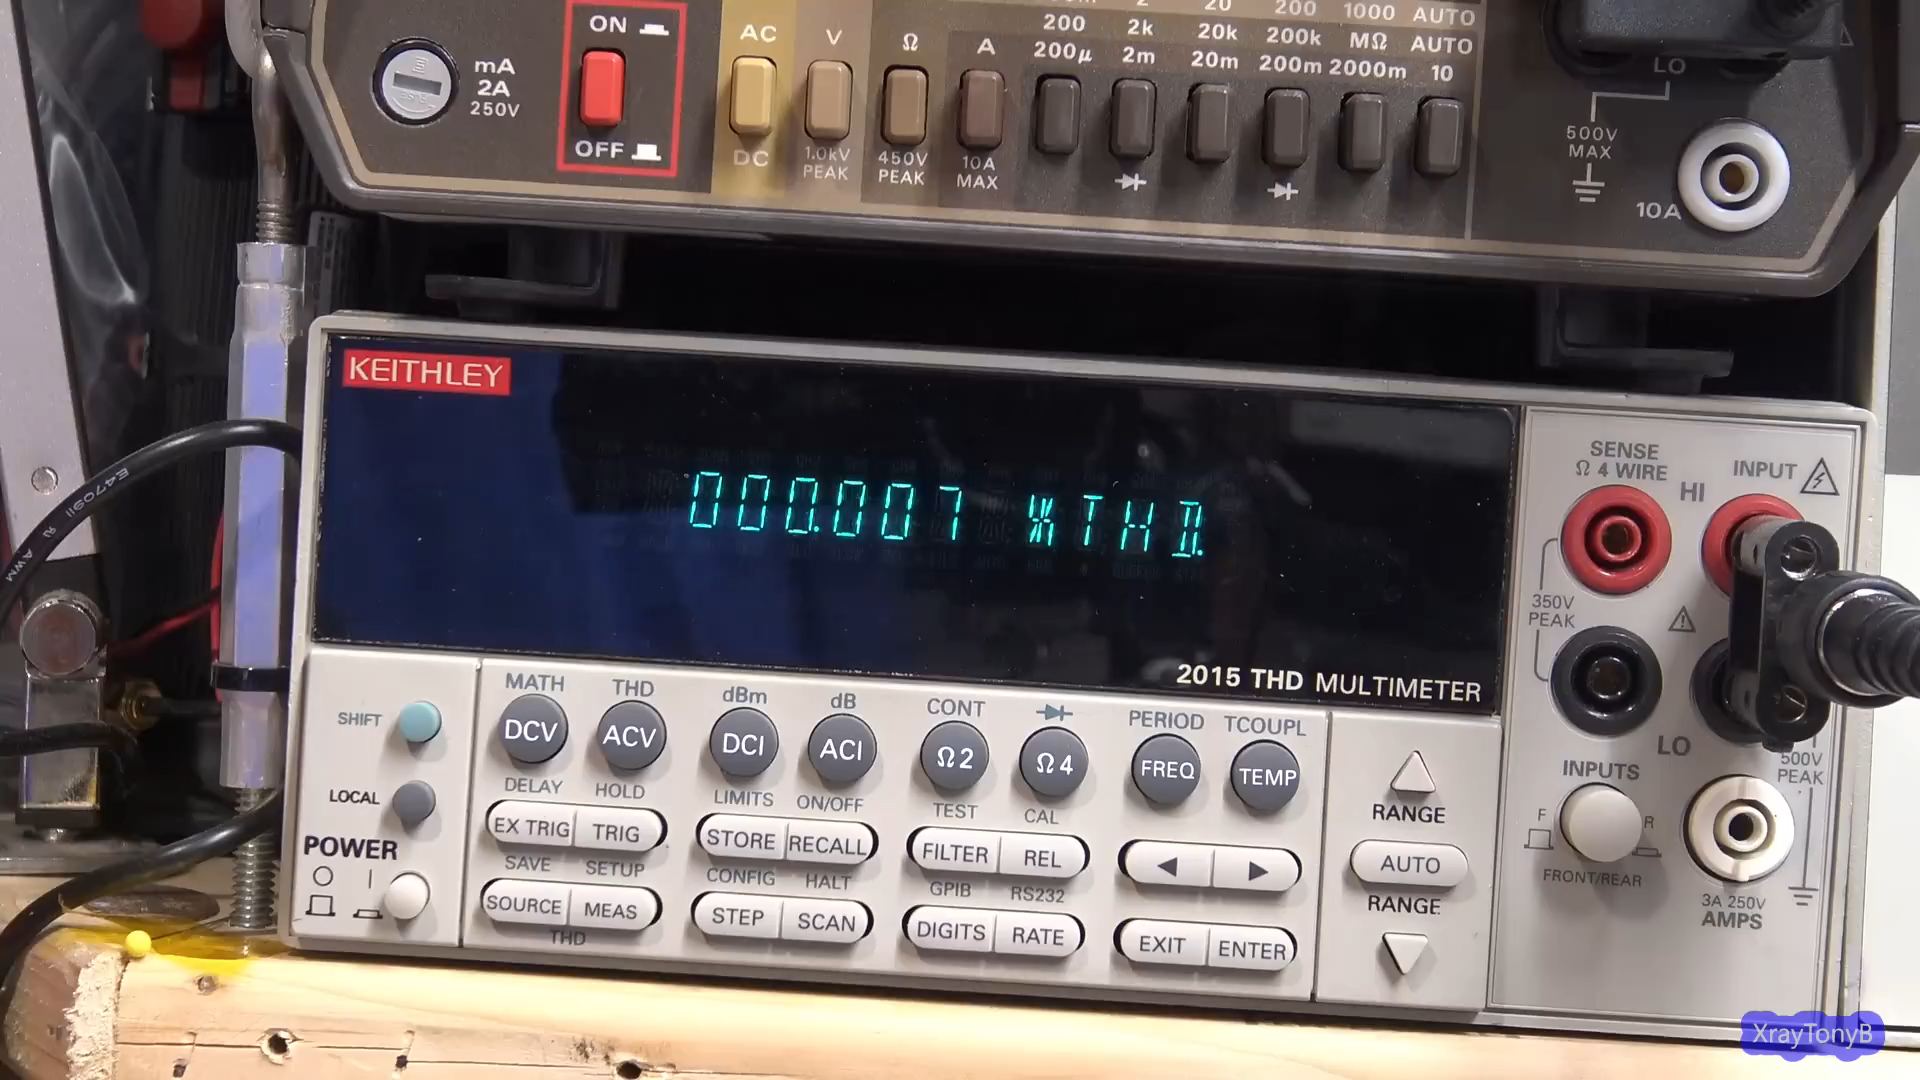 2 20 200 1000 AUTO
200 2k 20k 200k MΩ AUTO
200μ 2m 20m 200m 2000m 10
ON
OFF
mA
2A
250V
AC
DC
V
1.0kV
PEAK
Ω
450V
PEAK
A
10A
MAX
LO
500V
MAX
10A
KEITHLEY
000.007 %THD
2015 THD MULTIMETER
SENSE
Ω 4 WIRE
INPUT
HI
350V
PEAK
LO
500V
PEAK
INPUTS
F R
FRONT/REAR
3A 250V
AMPS
SHIFT
LOCAL
POWER
MATH THD dBm dB CONT PERIOD TCOUPL
DCV ACV DCI ACI Ω2 Ω4 FREQ TEMP
DELAY HOLD LIMITS ON/OFF TEST CAL
EX TRIG TRIG STORE RECALL FILTER REL
SAVE SETUP CONFIG HALT GPIB RS232
SOURCE MEAS STEP SCAN DIGITS RATE EXIT ENTER
THD
RANGE
AUTO
RANGE
E47091
AWM
XrayTonyB